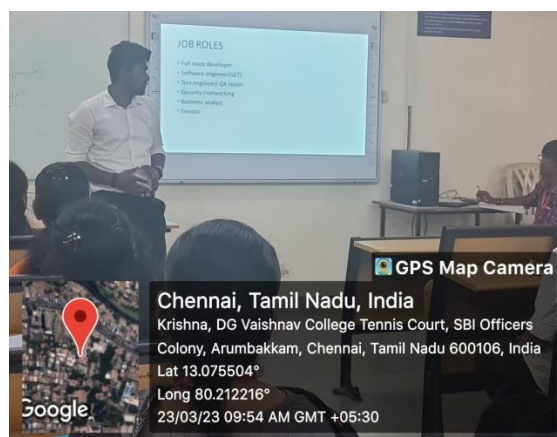 JOB ROLES
• Full stack developer
• Software engineer(SET)
• Test engineer/ QA tester
• Security /networking
• Business analyst
• Devops
GPS Map Camera
Chennai, Tamil Nadu, India
Krishna, DG Vaishnav College Tennis Court, SBI Officers
Colony, Arumbakkam, Chennai, Tamil Nadu 600106, India
Lat 13.075504°
Long 80.212216°
23/03/23 09:54 AM GMT +05:30
Google